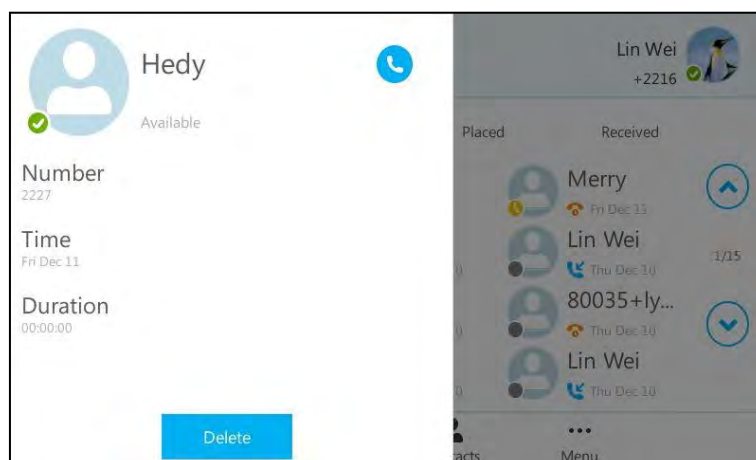 Hedy
Available
Number
2227
Time
Fri Dec 11
Duration
00:00:00
Delete
Lin Wei
+2216
Placed
Received
Merry
Fri Dec 11
Lin Wei
Thu Dec 10
1/15
80035+ly...
Thu Dec 10
Lin Wei
Thu Dec 10
Menu